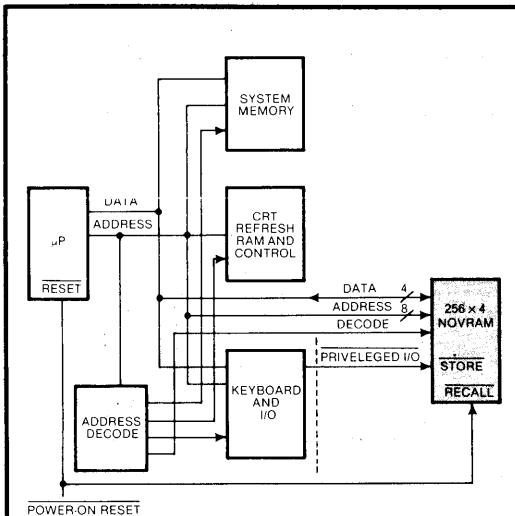 SYSTEM
MEMORY
DATA
ADDRESS
μP
RESET
CRT
REFRESH
RAM AND
CONTROL
DATA 4
ADDRESS 8
DECODE
256 x 4
NOVRAM
PRIVELEGED I/O
STORE
RECALL
KEYBOARD
AND
I/O
ADDRESS
DECODE
POWER-ON RESET